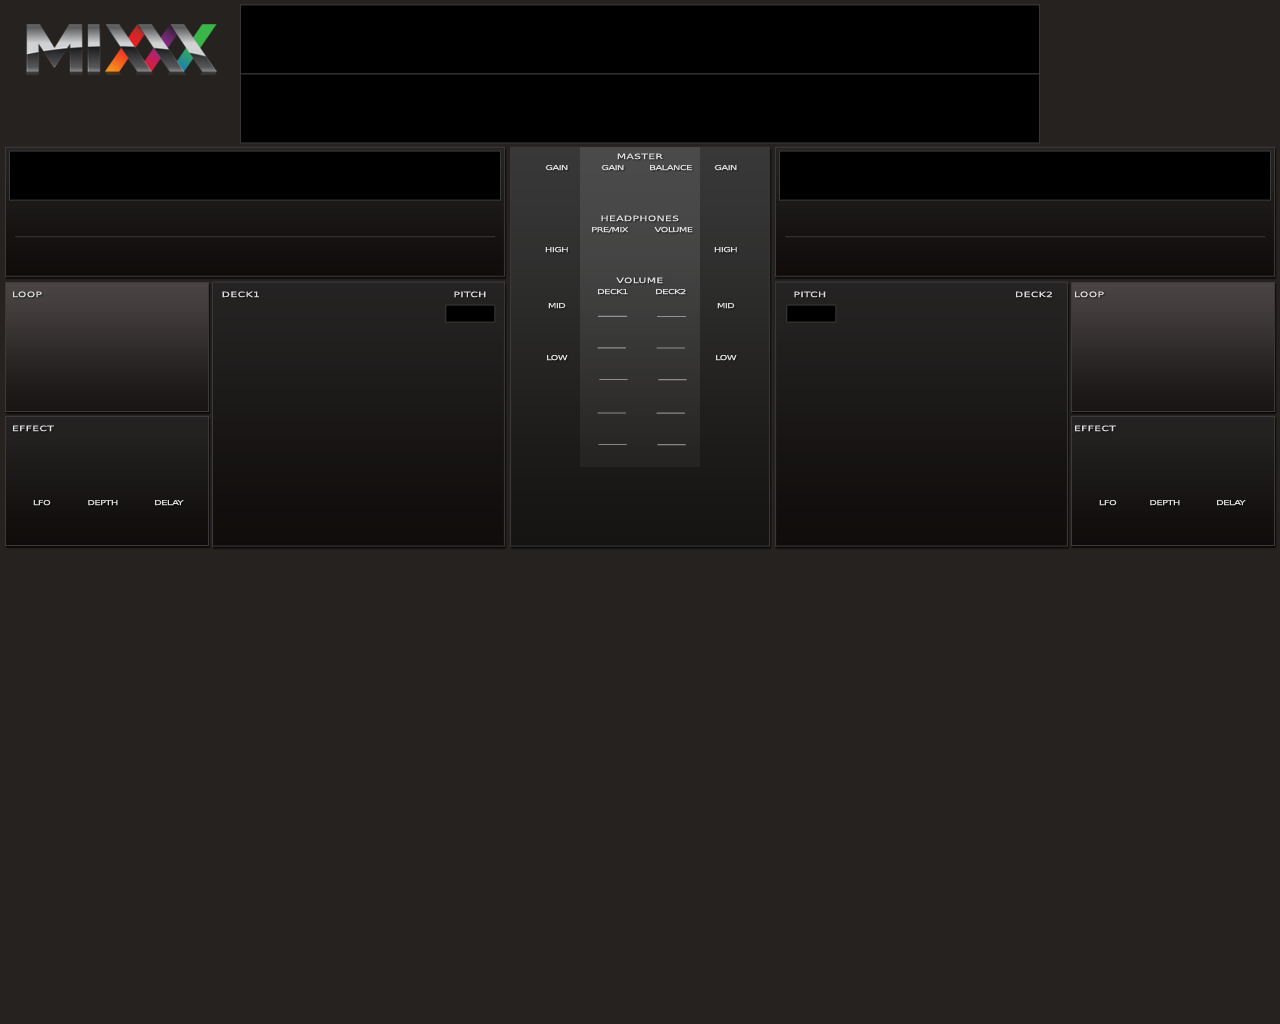 MIXXX
MASTER
GAIN GAIN BALANCE GAIN
HEADPHONES
PRE/MIX VOLUME
HIGH HIGH
VOLUME
DECK1 DECK2
LOOP DECK1 PITCH PITCH DECK2 LOOP
MID MID
LOW LOW
EFFECT EFFECT
LFO DEPTH DELAY LFO DEPTH DELAY